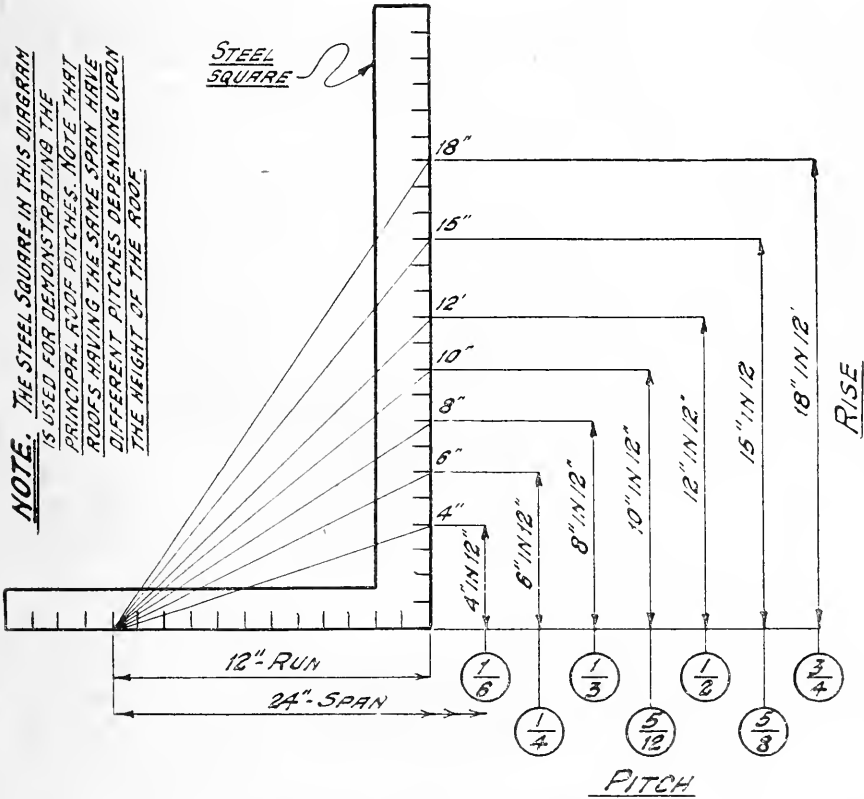 NOTE. THE STEEL SQUARE IN THIS DIAGRAM
IS USED FOR DEMONSTRATING THE
PRINCIPAL ROOF PITCHES. NOTE THAT
ROOFS HAVING THE SAME SPAN HAVE
DIFFERENT PITCHES DEPENDING UPON
THE HEIGHT OF THE ROOF
STEEL
SQUARE
18"
15"
12'
10"
8"
6"
4"
4" IN 12"
6" IN 12"
8" IN 12"
10" IN 12"
12" IN 12"
15" IN 12
18" IN 12'
RISE
12"-RUN
24"-SPAN
1/6
1/4
1/3
5/12
1/2
5/8
3/4
PITCH